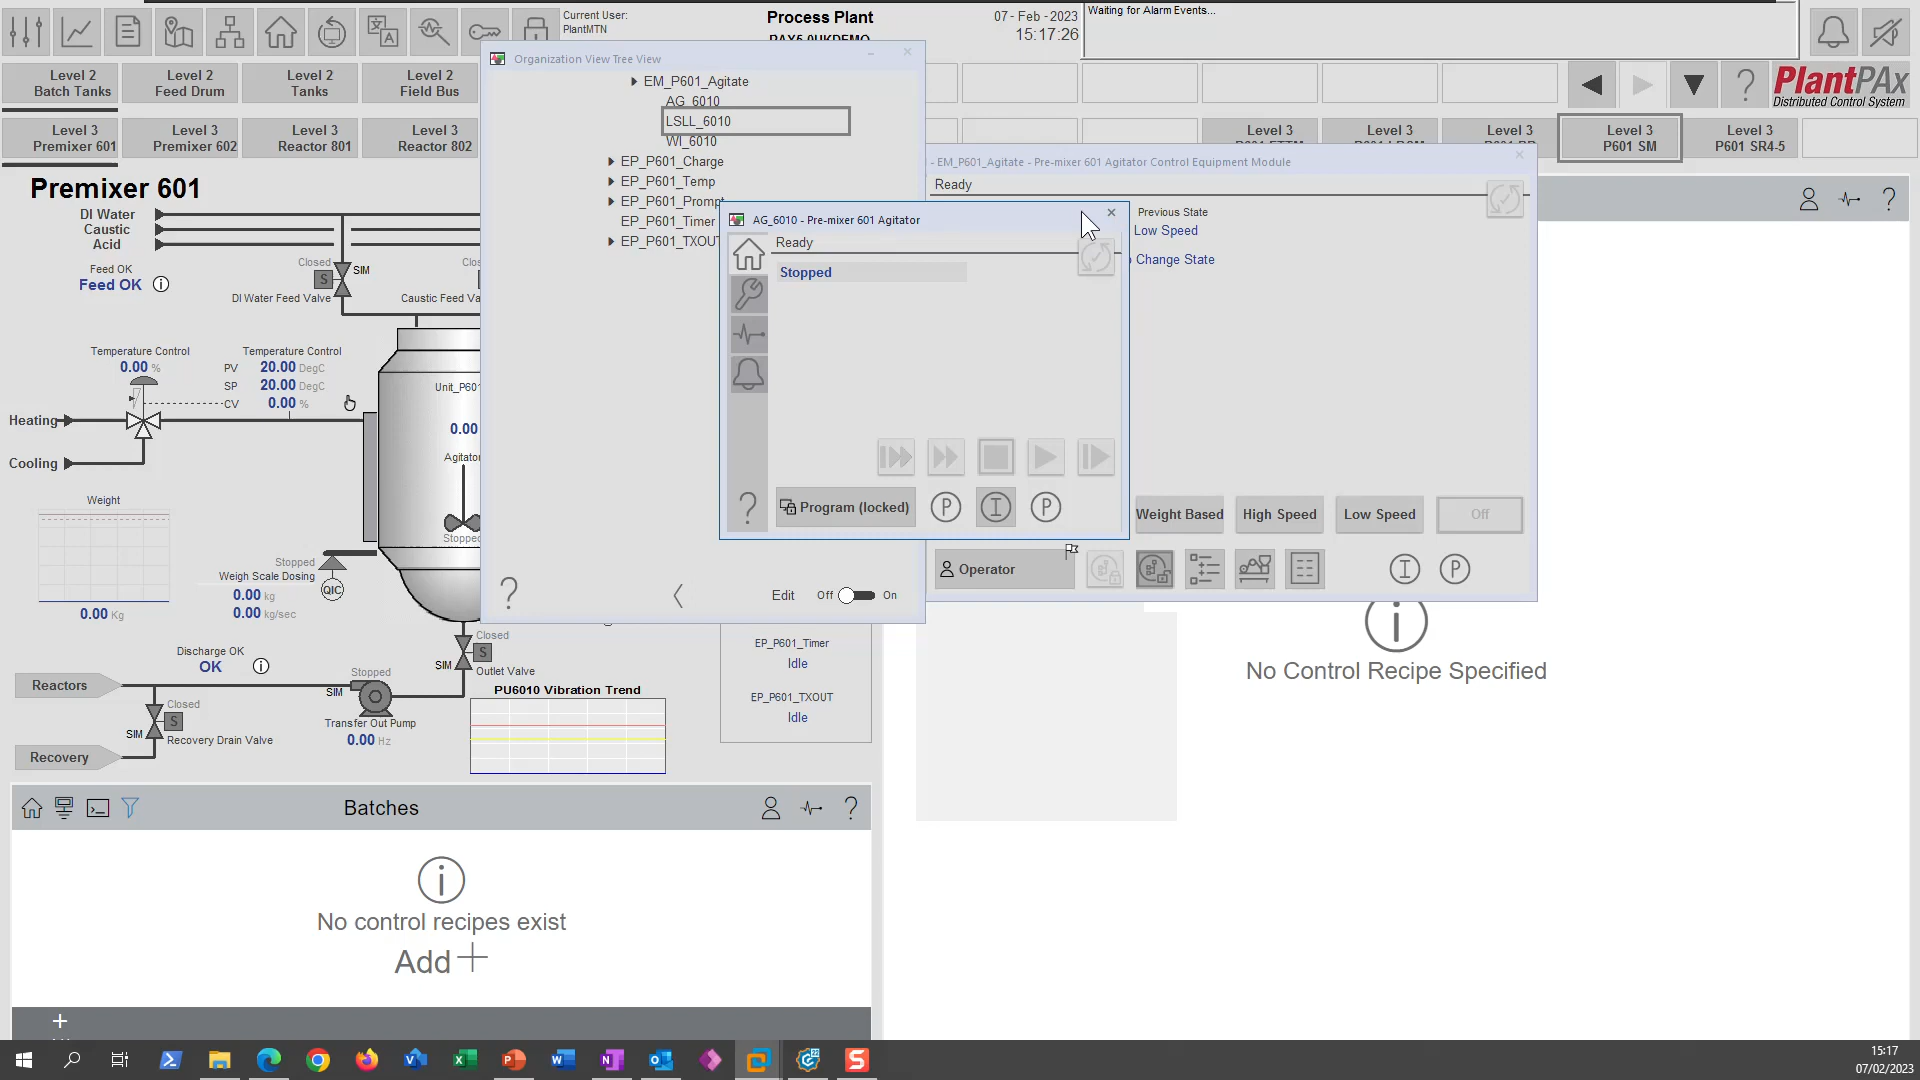 Current User:
PlantMTN
Process Plant
07 - Feb -2023
15:17:26
Waiting for Alarm Events...
Level 2
Batch Tanks
Level 2
Feed Drum
Level 2
Tanks
Level 2
Field Bus
PlantPAx
Distributed Control System
Level 3
Premixer 601
Level 3
Premixer 602
Level 3
Reactor 801
Level 3
Reactor 802
Level 3
Level 3
Level 3
Level 3
P601 SM
Level 3
P601 SR4-5
Organization View Tree View
EM_P601_Agitate
AG_6010
LSLL_6010
WI_6010
EP_P601_Charge
EP_P601_Temp
EP_P601_Prompt
EP_P601_Timer
EP_P601_TXOUT
?
Edit
Off
On
- EM_P601_Agitate - Pre-mixer 601 Agitator Control Equipment Module
Ready
Previous State
Low Speed
Change State
Weight Based
High Speed
Low Speed
Off
Operator
I
P
AG_6010 - Pre-mixer 601 Agitator
Ready
Stopped
?
Program (locked)
P
I
P
Premixer 601
DI Water
Caustic
Acid
Feed OK
Feed OK
Closed
S
SIM
DI Water Feed Valve
Caustic Feed Va
Temperature Control
0.00 %
Temperature Control
PV 20.00 DegC
SP 20.00 DegC
CV 0.00 %
Heating
Cooling
Unit_P601
0.00
Agitator
Stopped
Weight
0.00 Kg
Stopped
Weigh Scale Dosing
0.00 kg
0.00 kg/sec
QIC
Closed
S
SIM
Outlet Valve
Discharge OK
OK
Reactors
Stopped
SIM
Transfer Out Pump
0.00 Hz
Closed
S
SIM
Recovery Drain Valve
Recovery
PU6010 Vibration Trend
EP_P601_Timer
Idle
EP_P601_TXOUT
Idle
Batches
?
No control recipes exist
Add
?
No Control Recipe Specified
15:17
07/02/2023